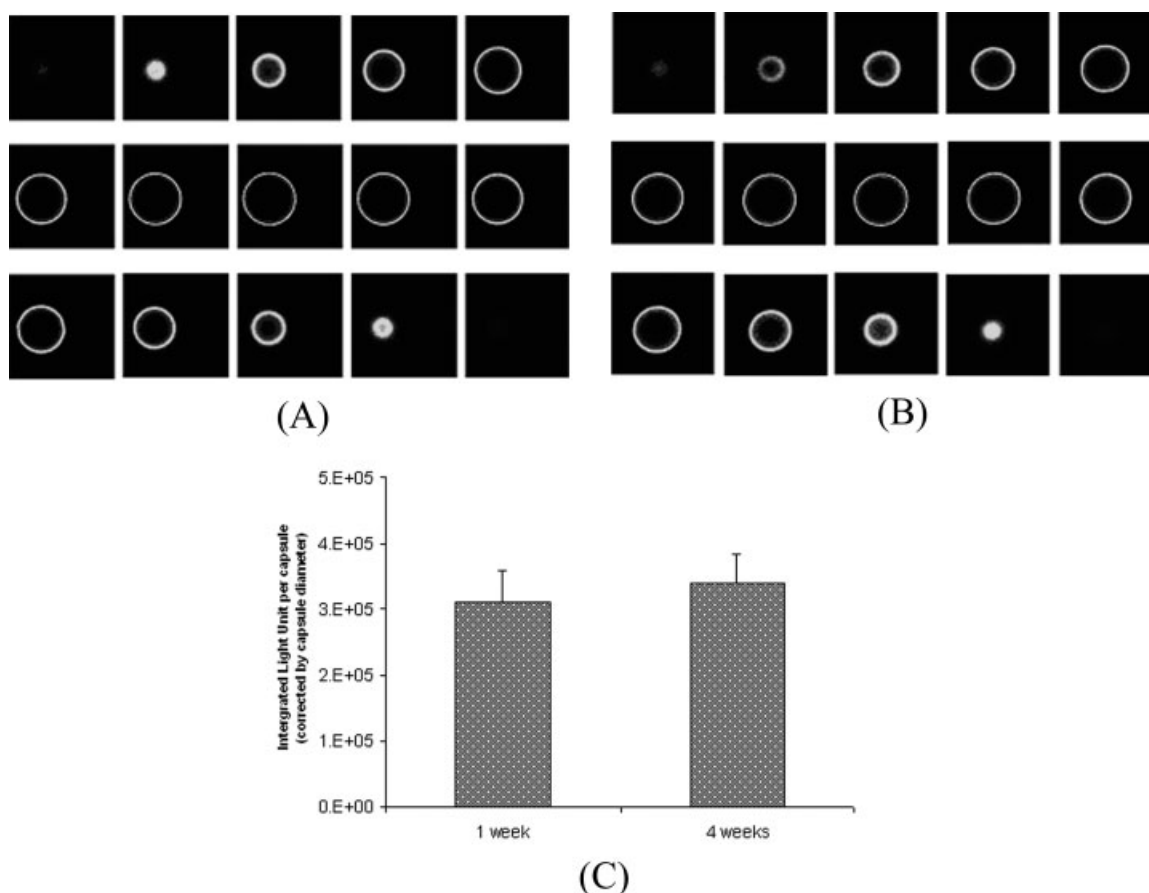 (A)
(B)
Intergrated Light Unit per capsule
(corrected by capsule diameter)
5.E+05
4.E+05
3.E+05
2.E+05
1.E+05
0.E+00
1 week
4 weeks
(C)